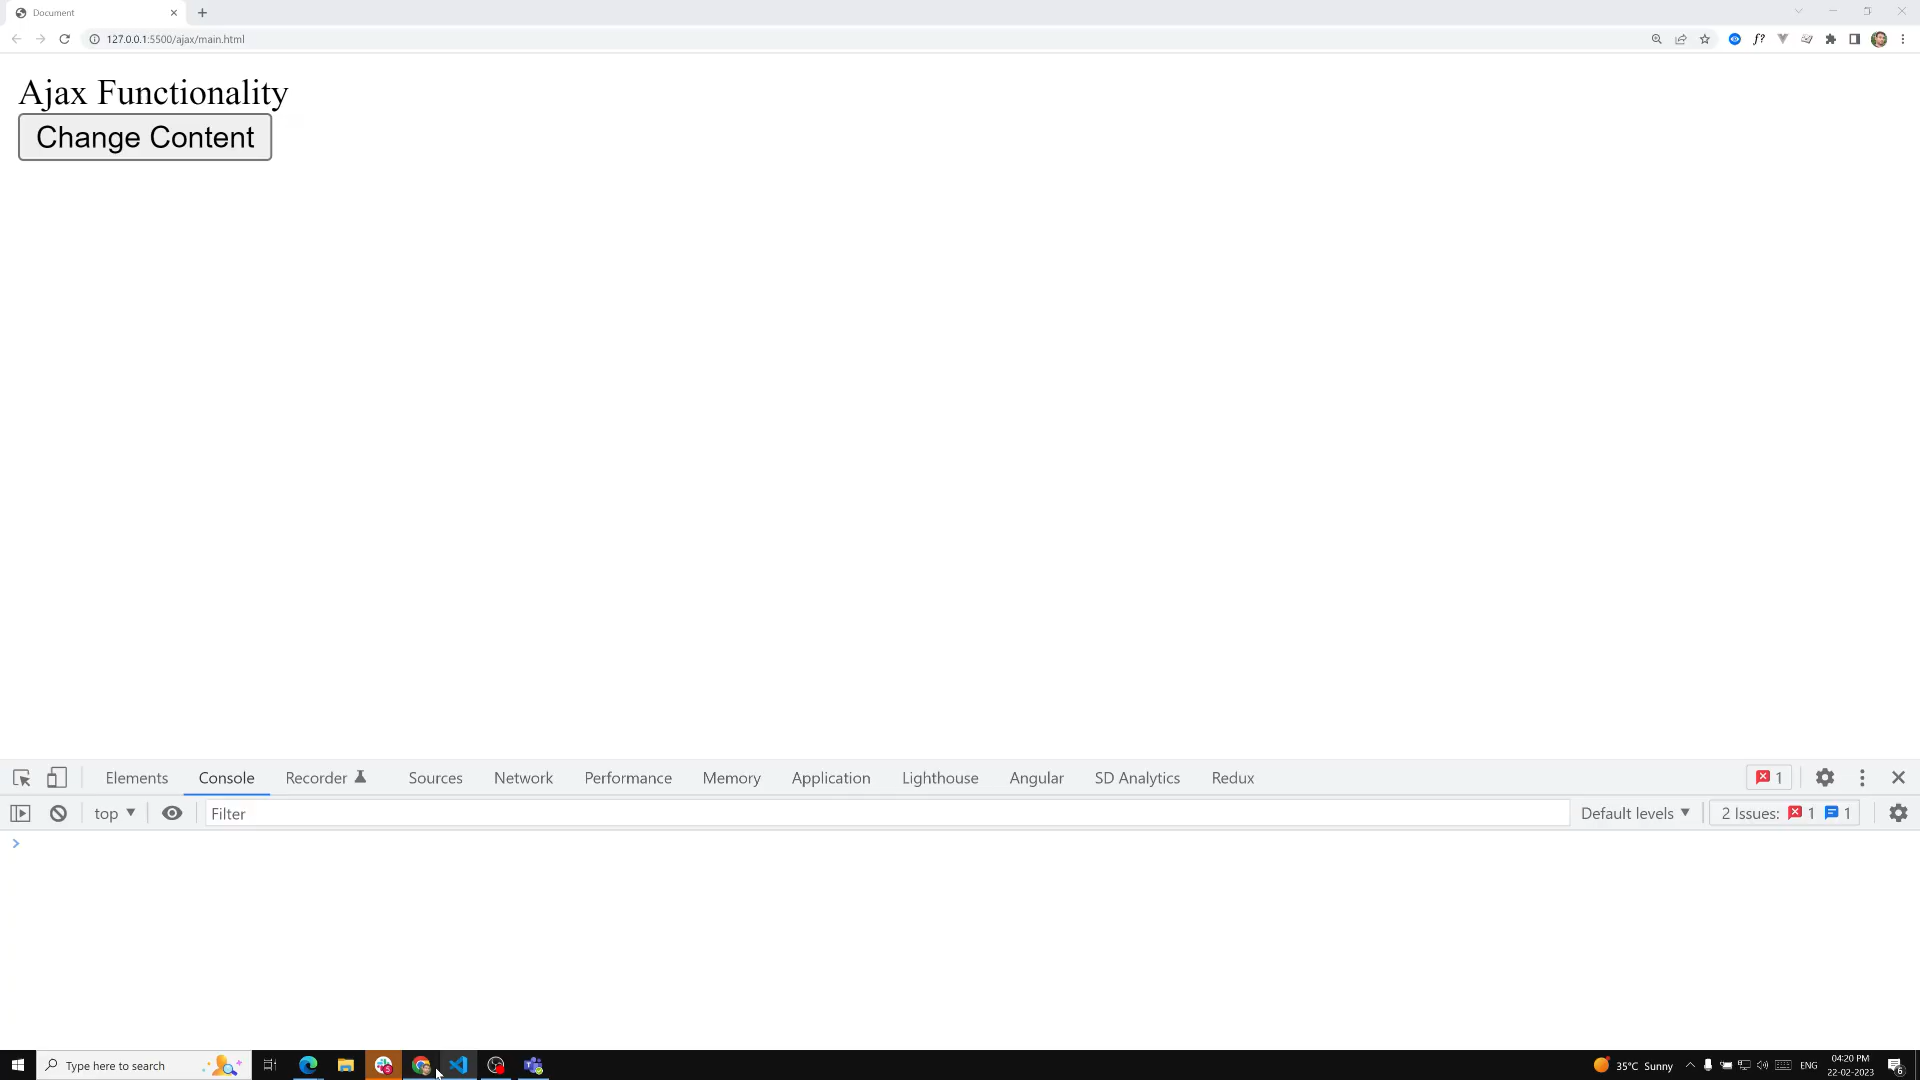 Document
127.0.0.1:5500/ajax/main.html
f?
Ajax Functionality
Change Content
Elements Console Recorder Sources Network Performance Memory Application Lighthouse Angular SD Analytics Redux 1
top Filter Default levels 2 Issues: 1 1
Type here to search 35°C Sunny ENG 04:20 PM
22-02-2023
6